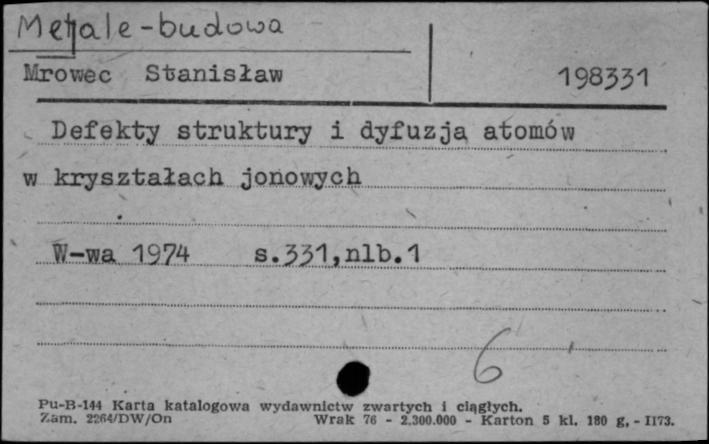 Metale-budowa
Mrowec Stanisław 198331
Defekty struktury i dyfuzja atomów
w kryształach jonowych
W-wa 1974 s.331,nlb.1
6
Pu-B-144 Karta katalogowa wydawnictw zwartych i ciągłych.
Zam. 2264/DW/On Wrak 76 - 2.300.000 - Karton 5 kl. 180 g, - II73.